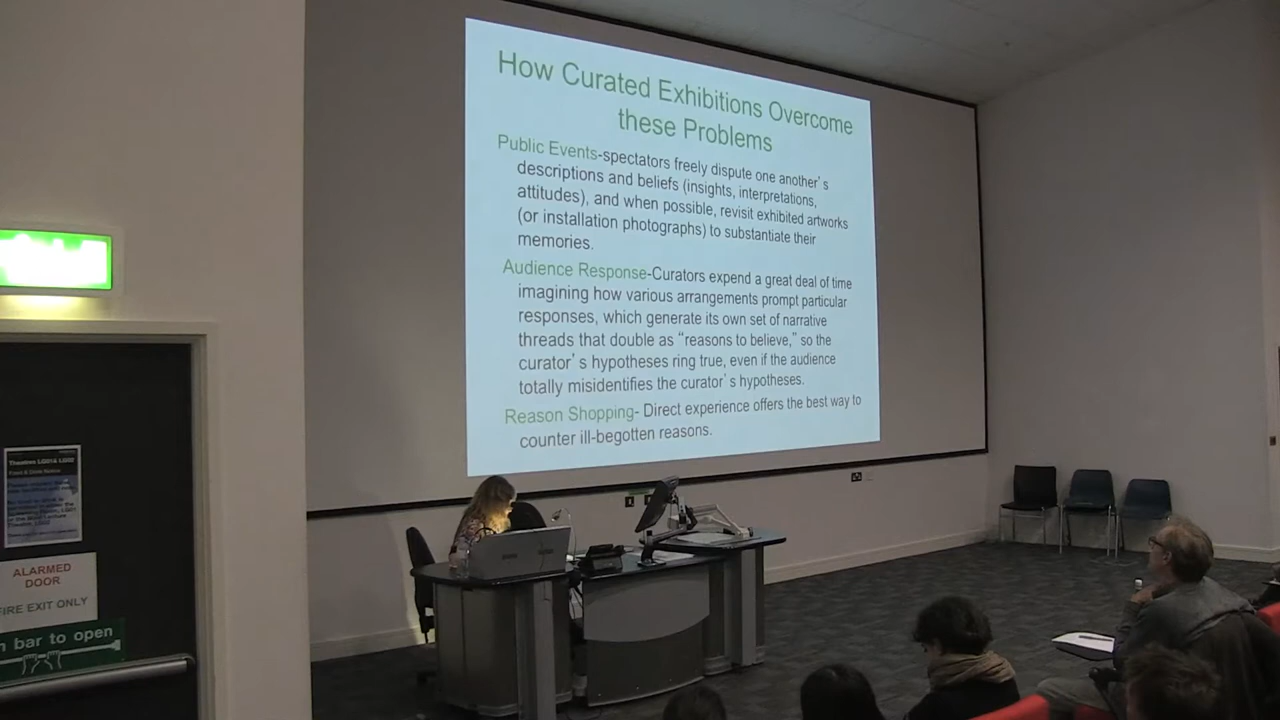 How Curated Exhibitions Overcome
these Problems
Public Events-spectators freely dispute one another's
descriptions and beliefs (insights, interpretations,
attitudes), and when possible, revisit exhibited artworks
(or installation photographs) to substantiate their
memories.
Audience Response-Curators expend a great deal of time
imagining how various arrangements prompt particular
responses, which generate its own set of narrative
threads that double as “reasons to believe,” so the
curator's hypotheses ring true, even if the audience
totally misidentifies the curator's hypotheses.
Reason Shopping- Direct experience offers the best way to
counter ill-begotten reasons.
ALARMED
DOOR
FIRE EXIT ONLY
bar to open